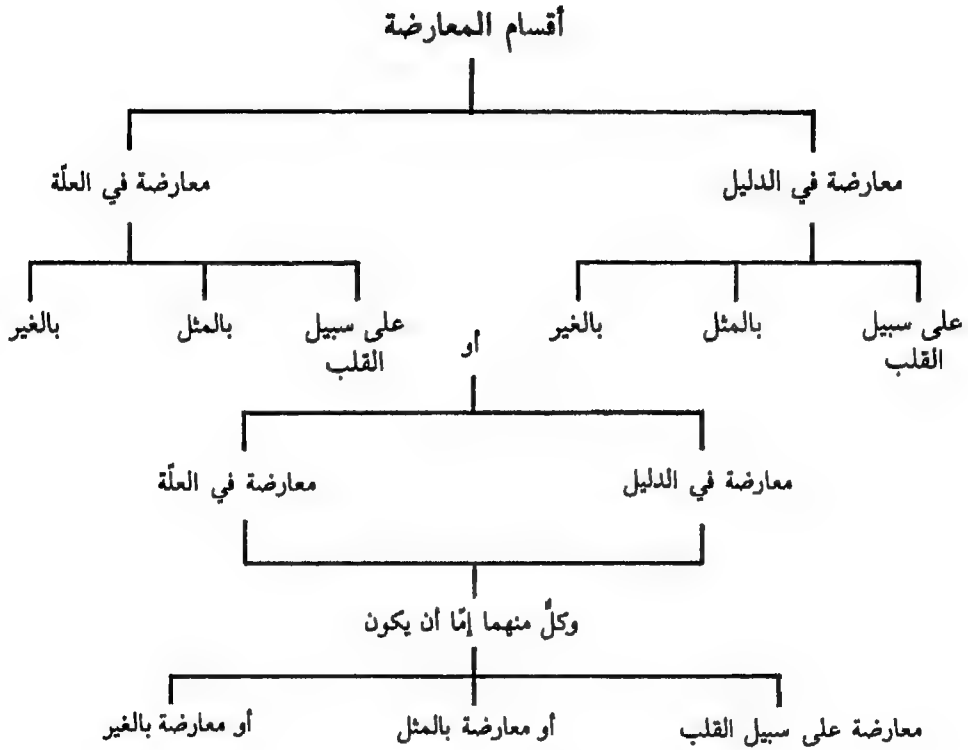 أقسام المعارضة
معارضة في الدليل
معارضة في العلّة
على سبيل
القلب
بالمثل
بالغير
على سبيل
القلب
بالمثل
بالغير
أو
معارضة في الدليل
معارضة في العلّة
وكلٌّ منهما إمّا أن يكون
معارضة على سبيل القلب
أو معارضة بالمثل
أو معارضة بالغير